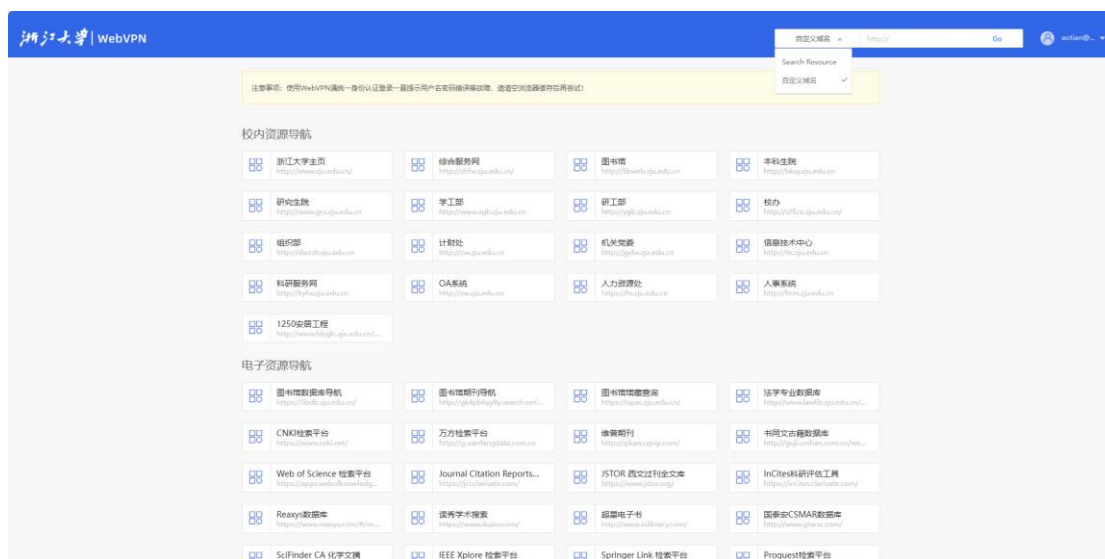 浙江大学 | WebVPN
自定义域名
http://
Go
aotian@...
Search Resource
自定义域名
注意事项：使用WebVPN漏统一身份认证登录一直提示用户名密码错误等故障，请清空浏览器缓存后再尝试！
校内资源导航
浙江大学主页
http://www.zju.edu.cn/
综合服务网
http://zhfw.zju.edu.cn/
图书馆
http://libweb.zju.edu.cn
本科生院
http://bksy.zju.edu.cn
研究生院
http://www.grs.zju.edu.cn
学工部
http://www.xgb.zju.edu.cn
研工部
http://ygb.zju.edu.cn
校办
http://office.zju.edu.cn/
组织部
http://dwzzb.zju.edu.cn
计财处
http://cw.zju.edu.cn
机关党委
http://jgdw.zju.edu.cn
信息技术中心
http://itc.zju.edu.cn
科研服务网
http://kyfw.zju.edu.cn
OA系统
http://oa.zju.edu.cn
人力资源处
https://hr.zju.edu.cn
人事系统
http://hrm.zju.edu.cn
1250安居工程
电子资源导航
图书馆数据库导航
https://libdb.zju.edu.cn/
图书馆期刊导航
图书馆馆藏查询
https://opac.zju.edu.cn/
法学专业数据库
http://www.lawlib.zju.edu.cn/...
CNKI检索平台
https://www.cnki.net/
万方检索平台
http://g.wanfangdata.com.cn
维普期刊
http://qikan.cqvip.com/
书同文古籍数据库
http://guji.unihan.com.cn/we...
Web of Science 检索平台
https://apps.webofknowledg...
Journal Citation Reports...
https://jcr.clarivate.com/
JSTOR 西文过刊全文库
https://www.jstor.org/
InCites科研评估工具
https://incites.clarivate.com/
Reaxys数据库
https://www.reaxys.com/#/se...
读秀学术搜索
https://www.duxiu.com/
超星电子书
http://www.sslibrary.com/
国泰安CSMAR数据库
http://www.gtarsc.com/
SciFinder CA 化学文摘
IEEE Xplore 检索平台
Springer Link 检索平台
Proquest检索平台